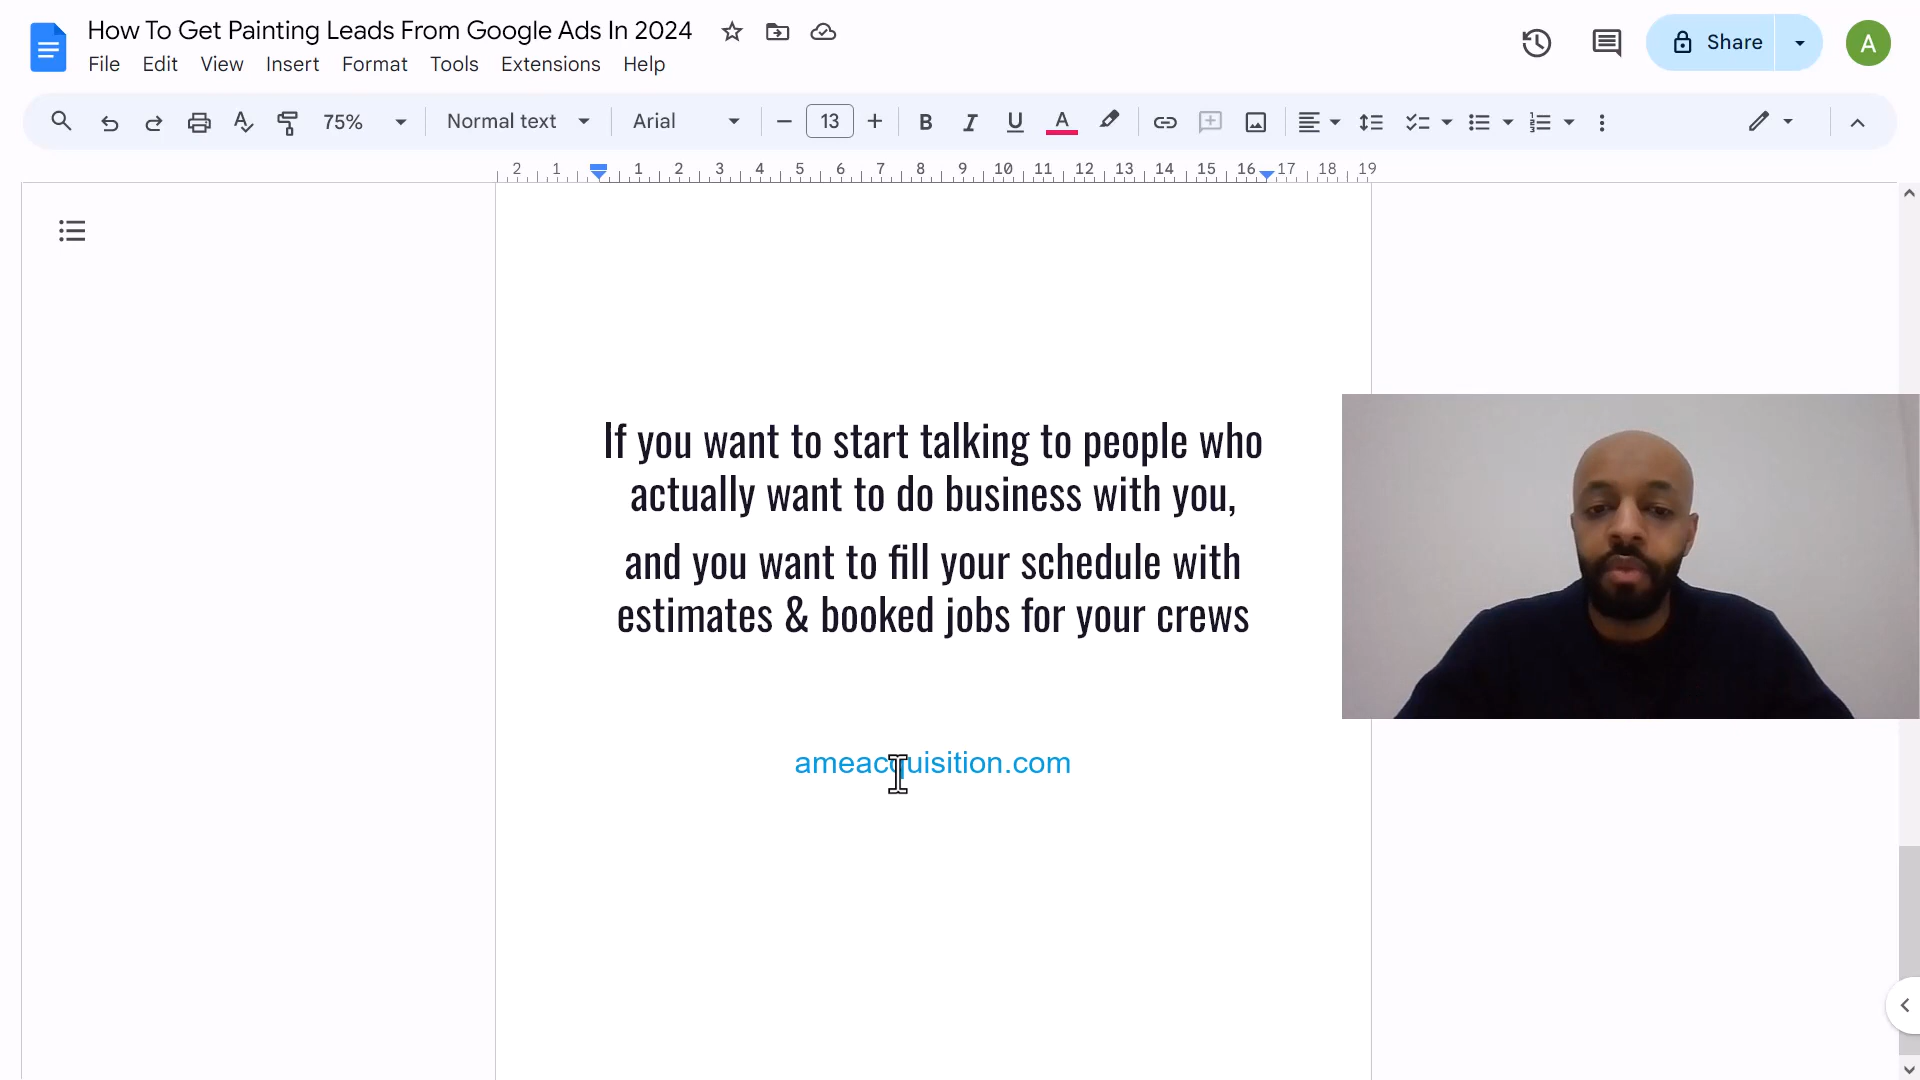 How To Get Painting Leads From Google Ads In 2024
File Edit View Insert Format Tools Extensions Help
Share
A
75% Normal text Arial 13 B I U A
2 1 1 2 3 4 5 6 7 8 9 10 11 12 13 14 15 16 17 18 19
If you want to start talking to people who
actually want to do business with you,
and you want to fill your schedule with
estimates & booked jobs for your crews
ameacquisition.com